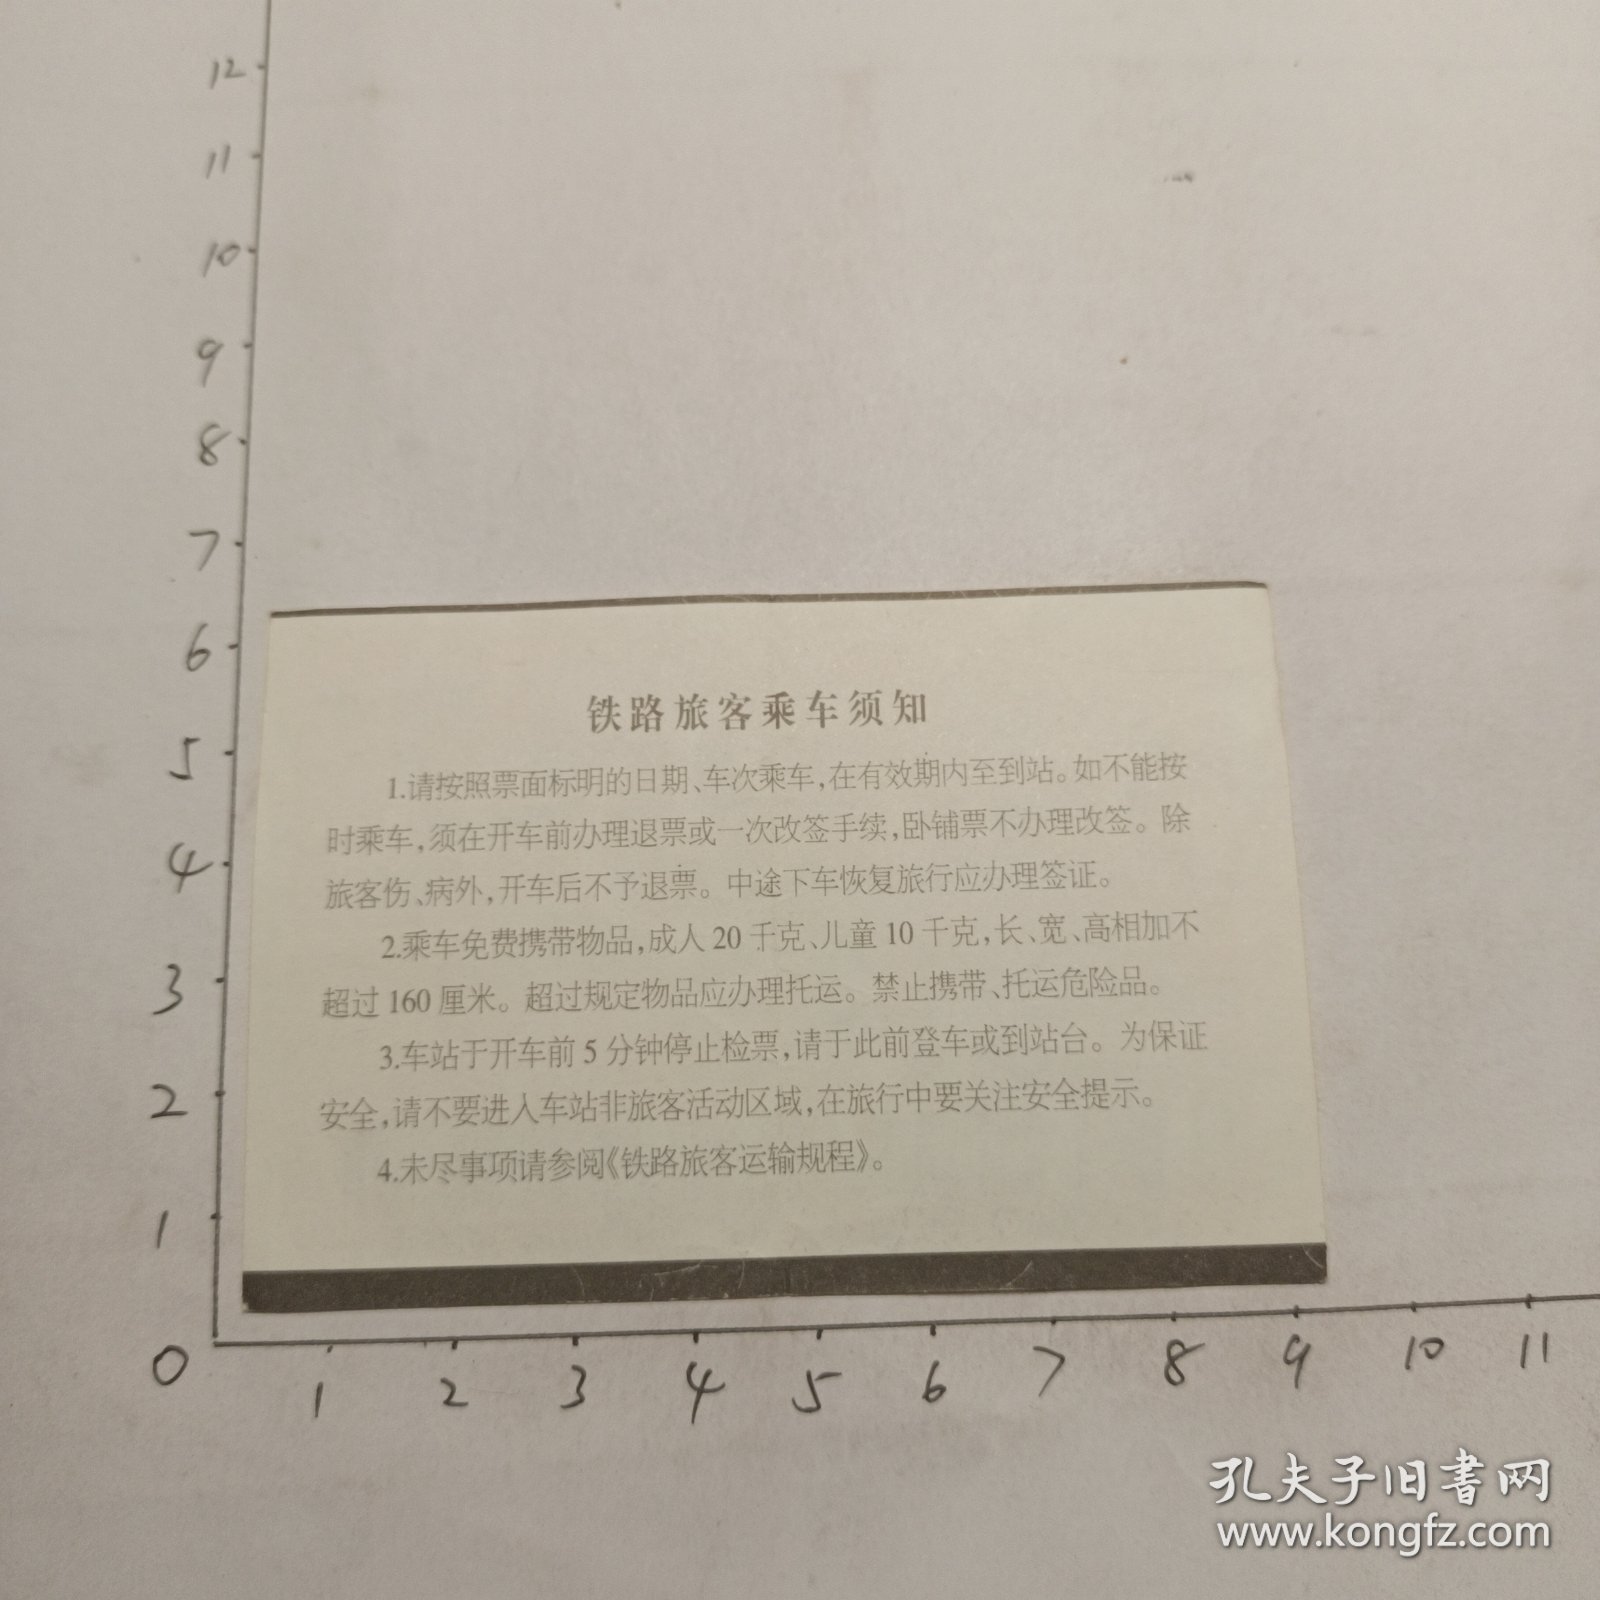 12
11
10
9
8
7
6
5
4
3
2
1
0
铁路旅客乘车须知
1.请按照票面标明的日期、车次乘车,在有效期内至到站。如不能按
时乘车,须在开车前办理退票或一次改签手续,卧铺票不办理改签。除
旅客伤、病外,开车后不予退票。中途下车恢复旅行应办理签证。
2.乘车免费携带物品,成人20千克、儿童10千克,长、宽、高相加不
超过160厘米。超过规定物品应办理托运。禁止携带、托运危险品。
3.车站于开车前5分钟停止检票,请于此前登车或到站台。为保证
安全,请不要进入车站非旅客活动区域,在旅行中要关注安全提示。
4.未尽事项请参阅《铁路旅客运输规程》。
1 2 3 4 5 6 7 8 9 10 11
孔夫子旧书网
www.kongfz.com